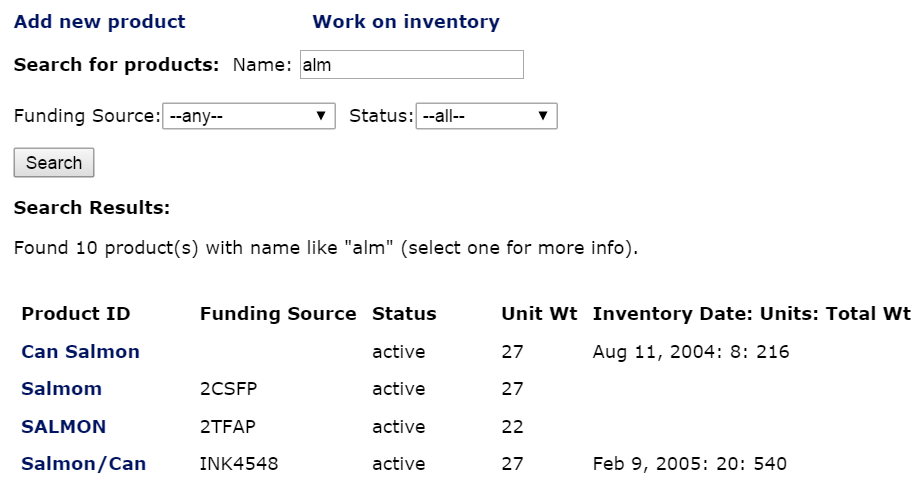 Add new product Work on inventory
Search for products: Name: alm
Funding Source: --any-- Status: --all--
Search
Search Results:
Found 10 product(s) with name like "alm" (select one for more info).
Product ID Funding Source Status Unit Wt Inventory Date: Units: Total Wt
Can Salmon active 27 Aug 11, 2004: 8: 216
Salmom 2CSFP active 27
SALMON 2TFAP active 22
Salmon/Can INK4548 active 27 Feb 9, 2005: 20: 540